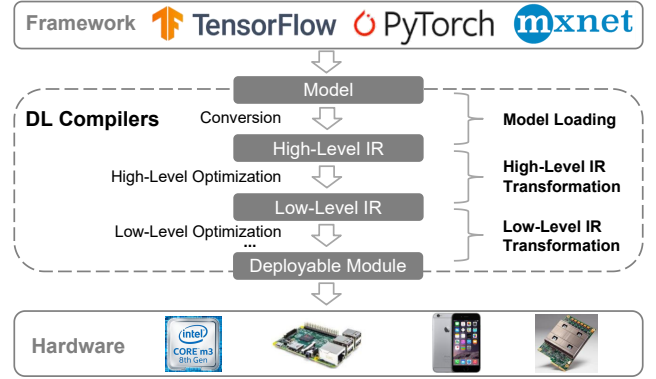 Framework TensorFlow PyTorch mxnet
Model
DL Compilers Conversion Model Loading
High-Level IR
High-Level Optimization High-Level IR
Transformation
Low-Level IR
Low-Level Optimization Low-Level IR
... Transformation
Deployable Module
Hardware
intel
CORE m3
8th Gen